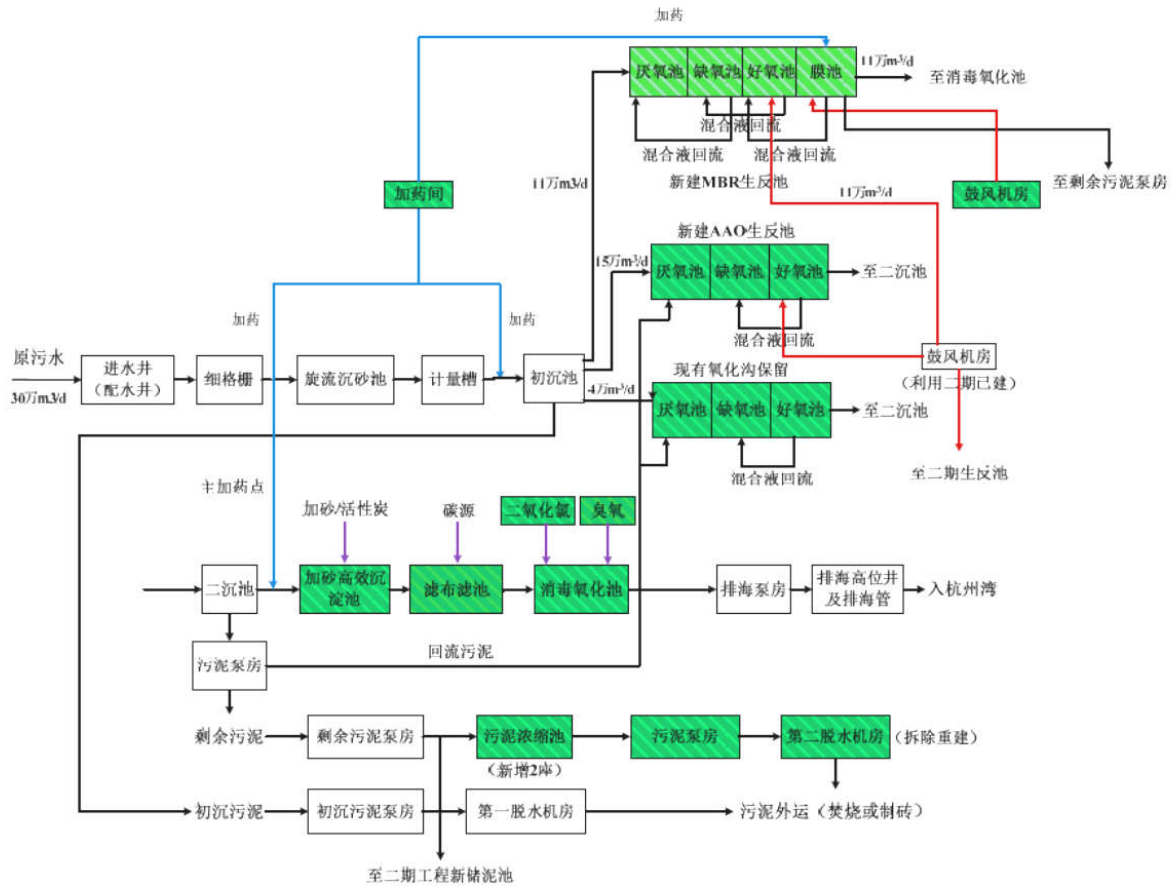 加药
厌氧池
缺氧池
好氧池
膜池
11万m³/d
至消毒氧化池
混合液回流
混合液回流
混合液回流
新建MBR生反池
11万m3/d
11万m³/d
鼓风机房
至剩余污泥泵房
加药间
新建AAO生反池
15万m³/d
厌氧池
缺氧池
好氧池
至二沉池
混合液回流
加药
加药
鼓风机房
(利用二期已建)
至二期生反池
原污水
30万m3/d
进水井
(配水井)
细格栅
旋流沉砂池
计量槽
初沉池
现有氧化沟保留
4万m³/d
厌氧池
缺氧池
好氧池
至二沉池
混合液回流
主加药点
加砂/活性炭
碳源
二氧化氯
臭氧
二沉池
加砂高效沉
淀池
滤布滤池
消毒氧化池
排海泵房
排海高位井
及排海管
入杭州湾
污泥泵房
回流污泥
剩余污泥
剩余污泥泵房
污泥浓缩池
(新增2座)
污泥泵房
第二脱水机房
(拆除重建)
初沉污泥
初沉污泥泵房
第一脱水机房
污泥外运(焚烧或制砖)
至二期工程新储泥池